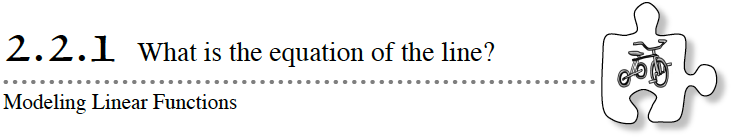 2.2.1 What is the equation of the line?
Modeling Linear Functions